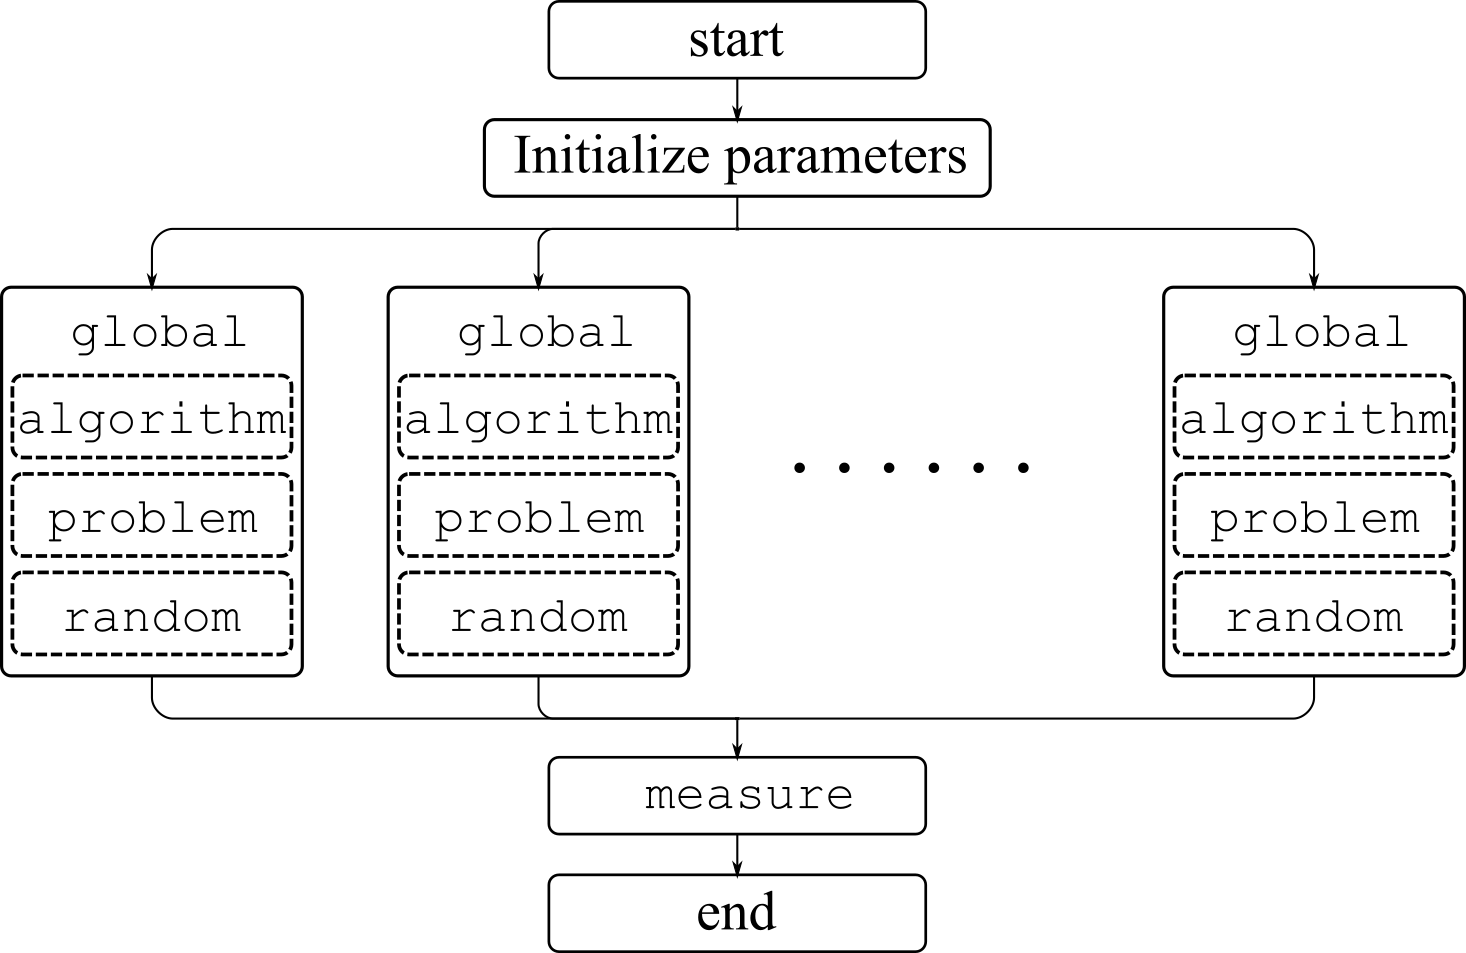 start
Initialize parameters
global
algorithm
problem
random
global
algorithm
problem
random
......
global
algorithm
problem
random
measure
end